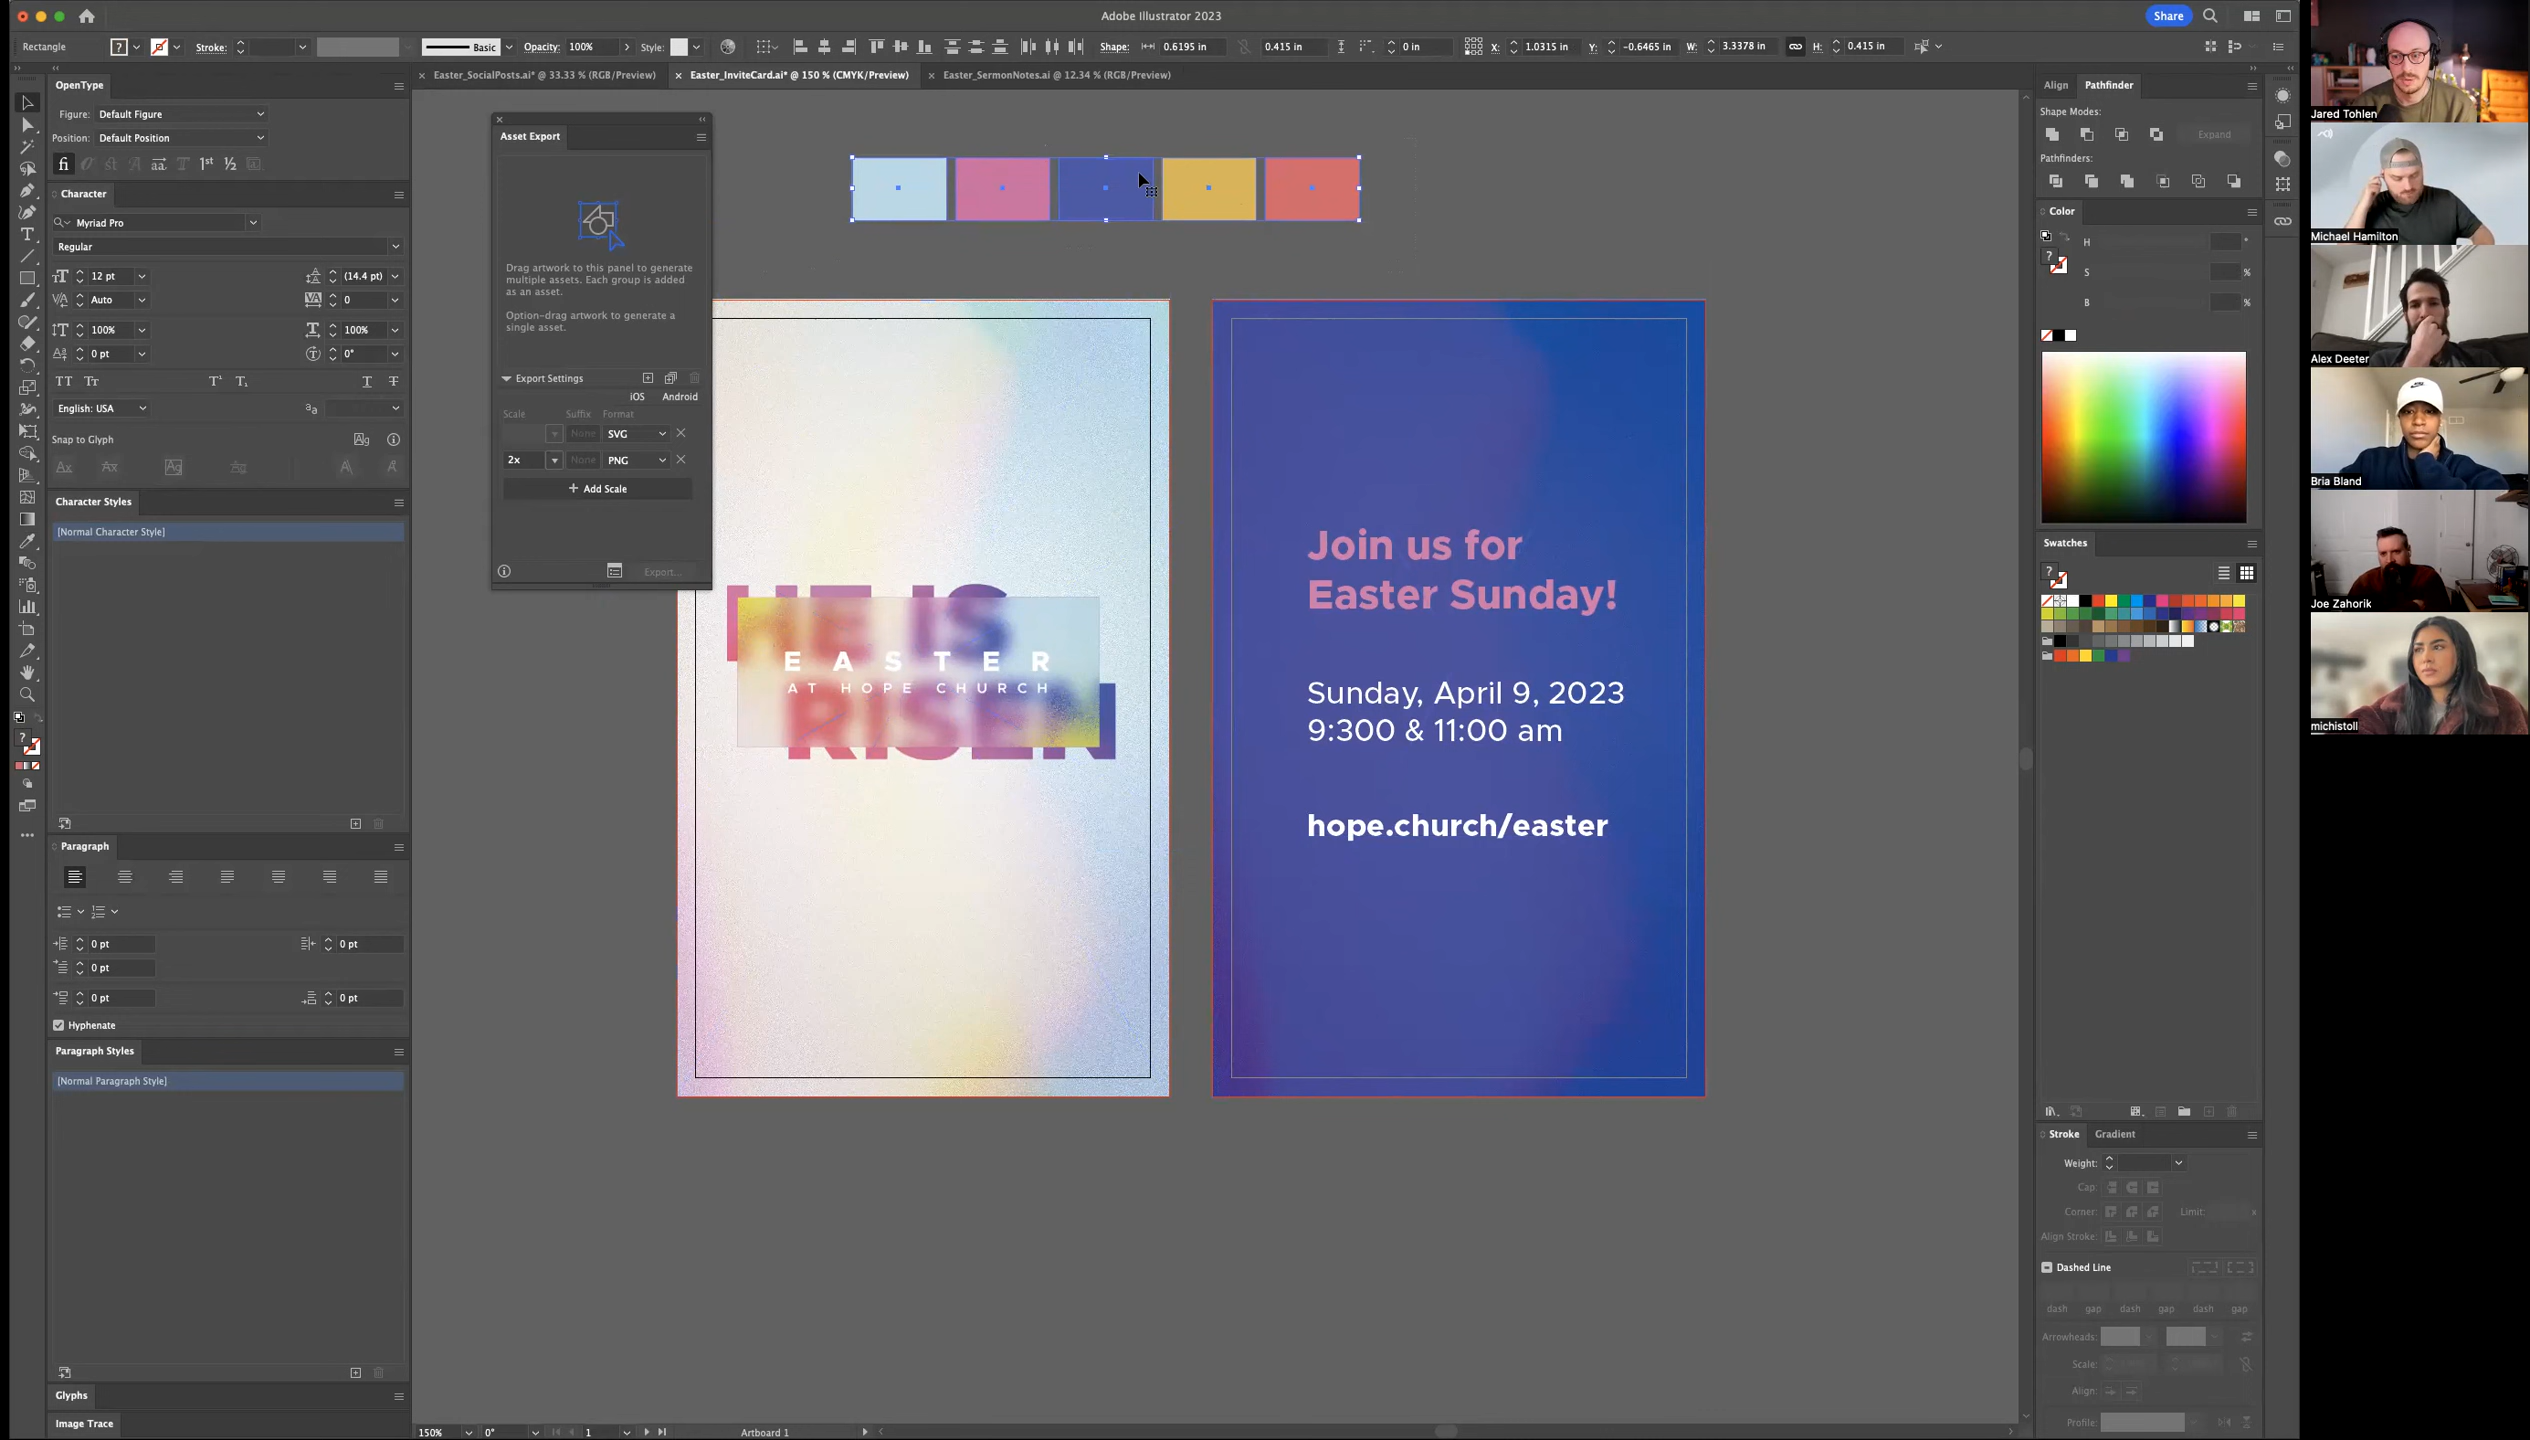 Adobe Illustrator 2023
Share
Rectangle
?
Stroke:
Basic
Opacity: 100%
Style:
Shape: 0.6195 in
0.415 in
0 in
X: 1.0315 in
Y: -0.6465 in
W: 3.3378 in
H: 0.415 in
Easter_SocialPosts.ai* @ 33.33 % (RGB/Preview)
Easter_InviteCard.ai* @ 150 % (CMYK/Preview)
Easter_SermonNotes.ai @ 12.34 % (RGB/Preview)
OpenType
Figure: Default Figure
Position: Default Position
Character
Myriad Pro
Regular
12 pt
(14.4 pt)
Auto
0
100%
100%
0 pt
0°
English: USA
Snap to Glyph
Character Styles
[Normal Character Style]
Paragraph
0 pt
0 pt
0 pt
0 pt
0 pt
Hyphenate
Paragraph Styles
[Normal Paragraph Style]
Glyphs
Image Trace
Asset Export
Drag artwork to this panel to generate
multiple assets. Each group is added
as an asset.
Option-drag artwork to generate a
single asset.
Export Settings
iOS
Android
Scale
Suffix
Format
None
SVG
2x
None
PNG
+ Add Scale
Export...
HE IS
EASTER
AT HOPE CHURCH
RISEN
Join us for
Easter Sunday!
Sunday, April 9, 2023
9:300 & 11:00 am
hope.church/easter
150%
0°
1
Artboard 1
Align
Pathfinder
Shape Modes:
Expand
Pathfinders:
Color
H
°
S
%
B
%
Swatches
Stroke
Gradient
Weight:
Cap:
Corner:
Limit:
x
Align Stroke:
Dashed Line
dash
gap
dash
gap
dash
gap
Arrowheads:
Scale:
Align:
Profile:
Jared Tohlen
Michael Hamilton
Alex Deeter
Bria Bland
Joe Zahorik
michistoll